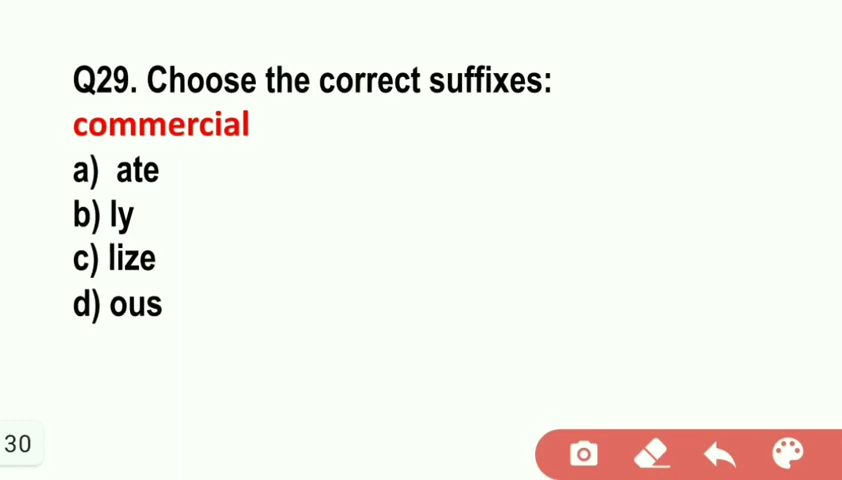 Q29. Choose the correct suffixes:
commercial
a) ate
b) ly
c) lize
d) ous
30